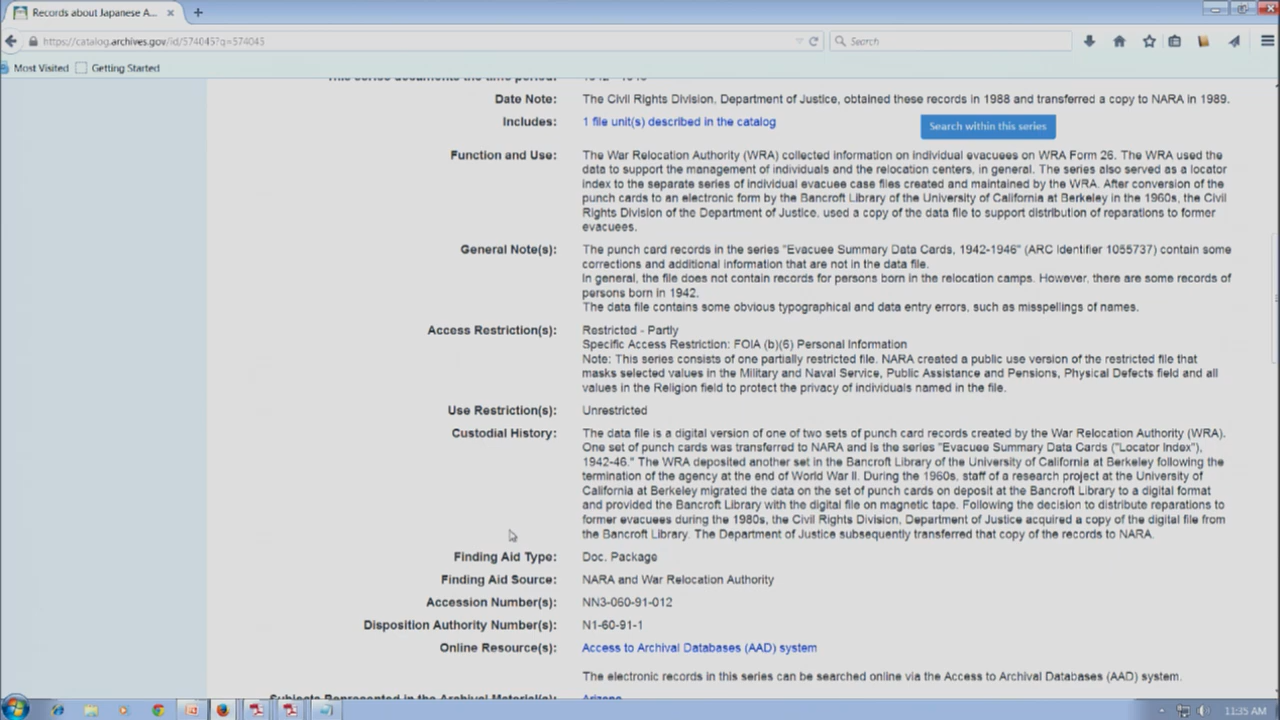 Records about Japanese A...
https://catalog.archives.gov/id/574045?q=574045
Search
Most Visited
Getting Started
This series documents the time period:
Date Note: The Civil Rights Division, Department of Justice, obtained these records in 1988 and transferred a copy to NARA in 1989.
Includes: 1 file unit(s) described in the catalog
Search within this series
Function and Use: The War Relocation Authority (WRA) collected information on individual evacuees on WRA Form 26. The WRA used the
data to support the management of individuals and the relocation centers, in general. The series also served as a locator
index to the separate series of individual evacuee case files created and maintained by the WRA. After conversion of the
punch cards to an electronic form by the Bancroft Library of the University of California at Berkeley in the 1960s, the Civil
Rights Division of the Department of Justice, used a copy of the data file to support distribution of reparations to former
evacuees.
General Note(s): The punch card records in the series "Evacuee Summary Data Cards, 1942-1946" (ARC Identifier 1055737) contain some
corrections and additional information that are not in the data file.
In general, the file does not contain records for persons born in the relocation camps. However, there are some records of
persons born in 1942.
The data file contains some obvious typographical and data entry errors, such as misspellings of names.
Access Restriction(s): Restricted - Partly
Specific Access Restriction: FOIA (b)(6) Personal Information
Note: This series consists of one partially restricted file. NARA created a public use version of the restricted file that
masks selected values in the Military and Naval Service, Public Assistance and Pensions, Physical Defects field and all
values in the Religion field to protect the privacy of individuals named in the file.
Use Restriction(s): Unrestricted
Custodial History: The data file is a digital version of one of two sets of punch card records created by the War Relocation Authority (WRA).
One set of punch cards was transferred to NARA and is the series "Evacuee Summary Data Cards ("Locator Index"),
1942-46." The WRA deposited another set in the Bancroft Library of the University of California at Berkeley following the
termination of the agency at the end of World War II. During the 1960s, staff of a research project at the University of
California at Berkeley migrated the data on the set of punch cards on deposit at the Bancroft Library to a digital format
and provided the Bancroft Library with the digital file on magnetic tape. Following the decision to distribute reparations to
former evacuees during the 1980s, the Civil Rights Division, Department of Justice acquired a copy of the digital file from
the Bancroft Library. The Department of Justice subsequently transferred that copy of the records to NARA.
Finding Aid Type: Doc. Package
Finding Aid Source: NARA and War Relocation Authority
Accession Number(s): NN3-060-91-012
Disposition Authority Number(s): N1-60-91-1
Online Resource(s): Access to Archival Databases (AAD) system
The electronic records in this series can be searched online via the Access to Archival Databases (AAD) system.
Subjects Represented in the Archival Material(s): Arizona
11:35 AM